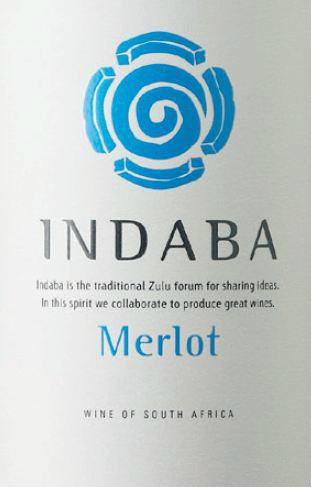 INDABA
Indaba is the traditional Zulu forum for sharing ideas.
In this spirit we collaborate to produce great wines.
Merlot
WINE OF SOUTH AFRICA